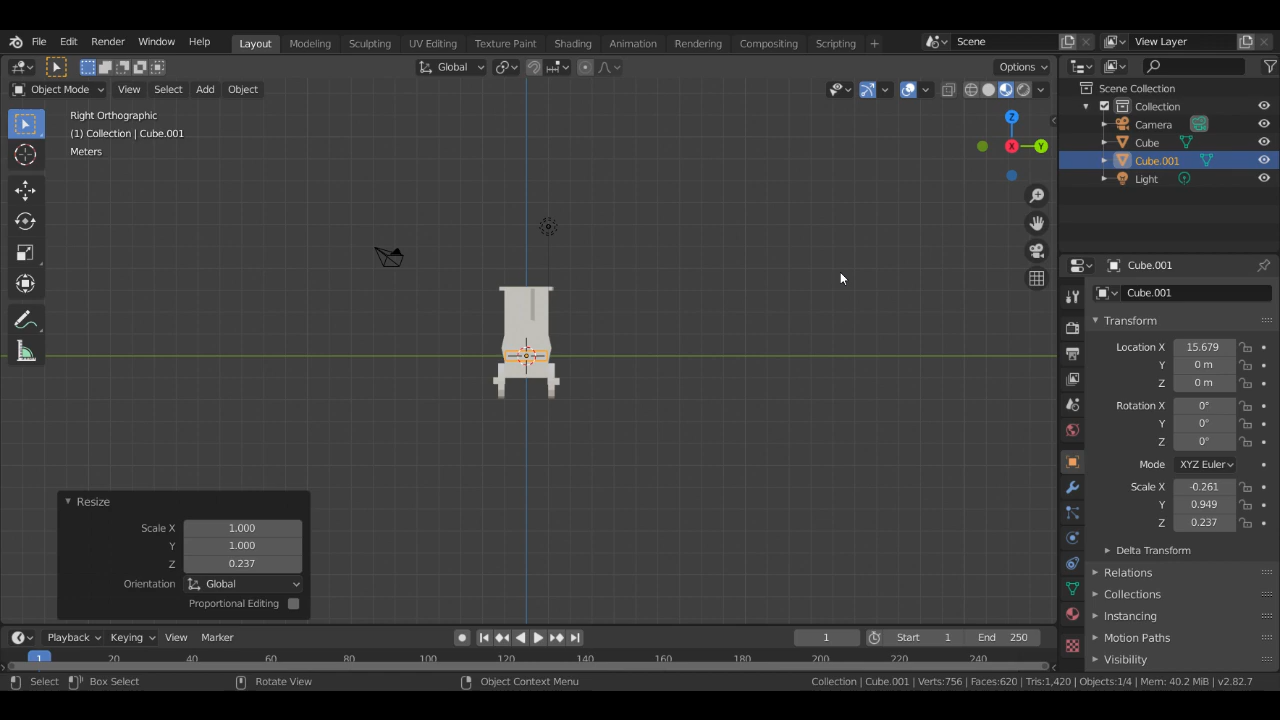 File Edit Render Window Help Layout Modeling Sculpting UV Editing Texture Paint Shading Animation Rendering Compositing Scripting + Scene View Layer
Global Options
Object Mode View Select Add Object
Right Orthographic
(1) Collection | Cube.001
Meters
Z
X
Y
Scene Collection
Collection
Camera
Cube
Cube.001
Light
Cube.001
Cube.001
Transform
Location X 15.679
Y 0 m
Z 0 m
Rotation X 0°
Y 0°
Z 0°
Mode XYZ Euler
Scale X -0.261
Y 0.949
Z 0.237
Delta Transform
Relations
Collections
Instancing
Motion Paths
Visibility
Resize
Scale X 1.000
Y 1.000
Z 0.237
Orientation Global
Proportional Editing
Playback Keying View Marker 1 Start 1 End 250
1 20 40 60 80 100 120 140 160 180 200 220 240
Select Box Select Rotate View Object Context Menu Collection | Cube.001 | Verts:756 | Faces:620 | Tris:1,420 | Objects:1/4 | Mem: 40.2 MiB | v2.82.7